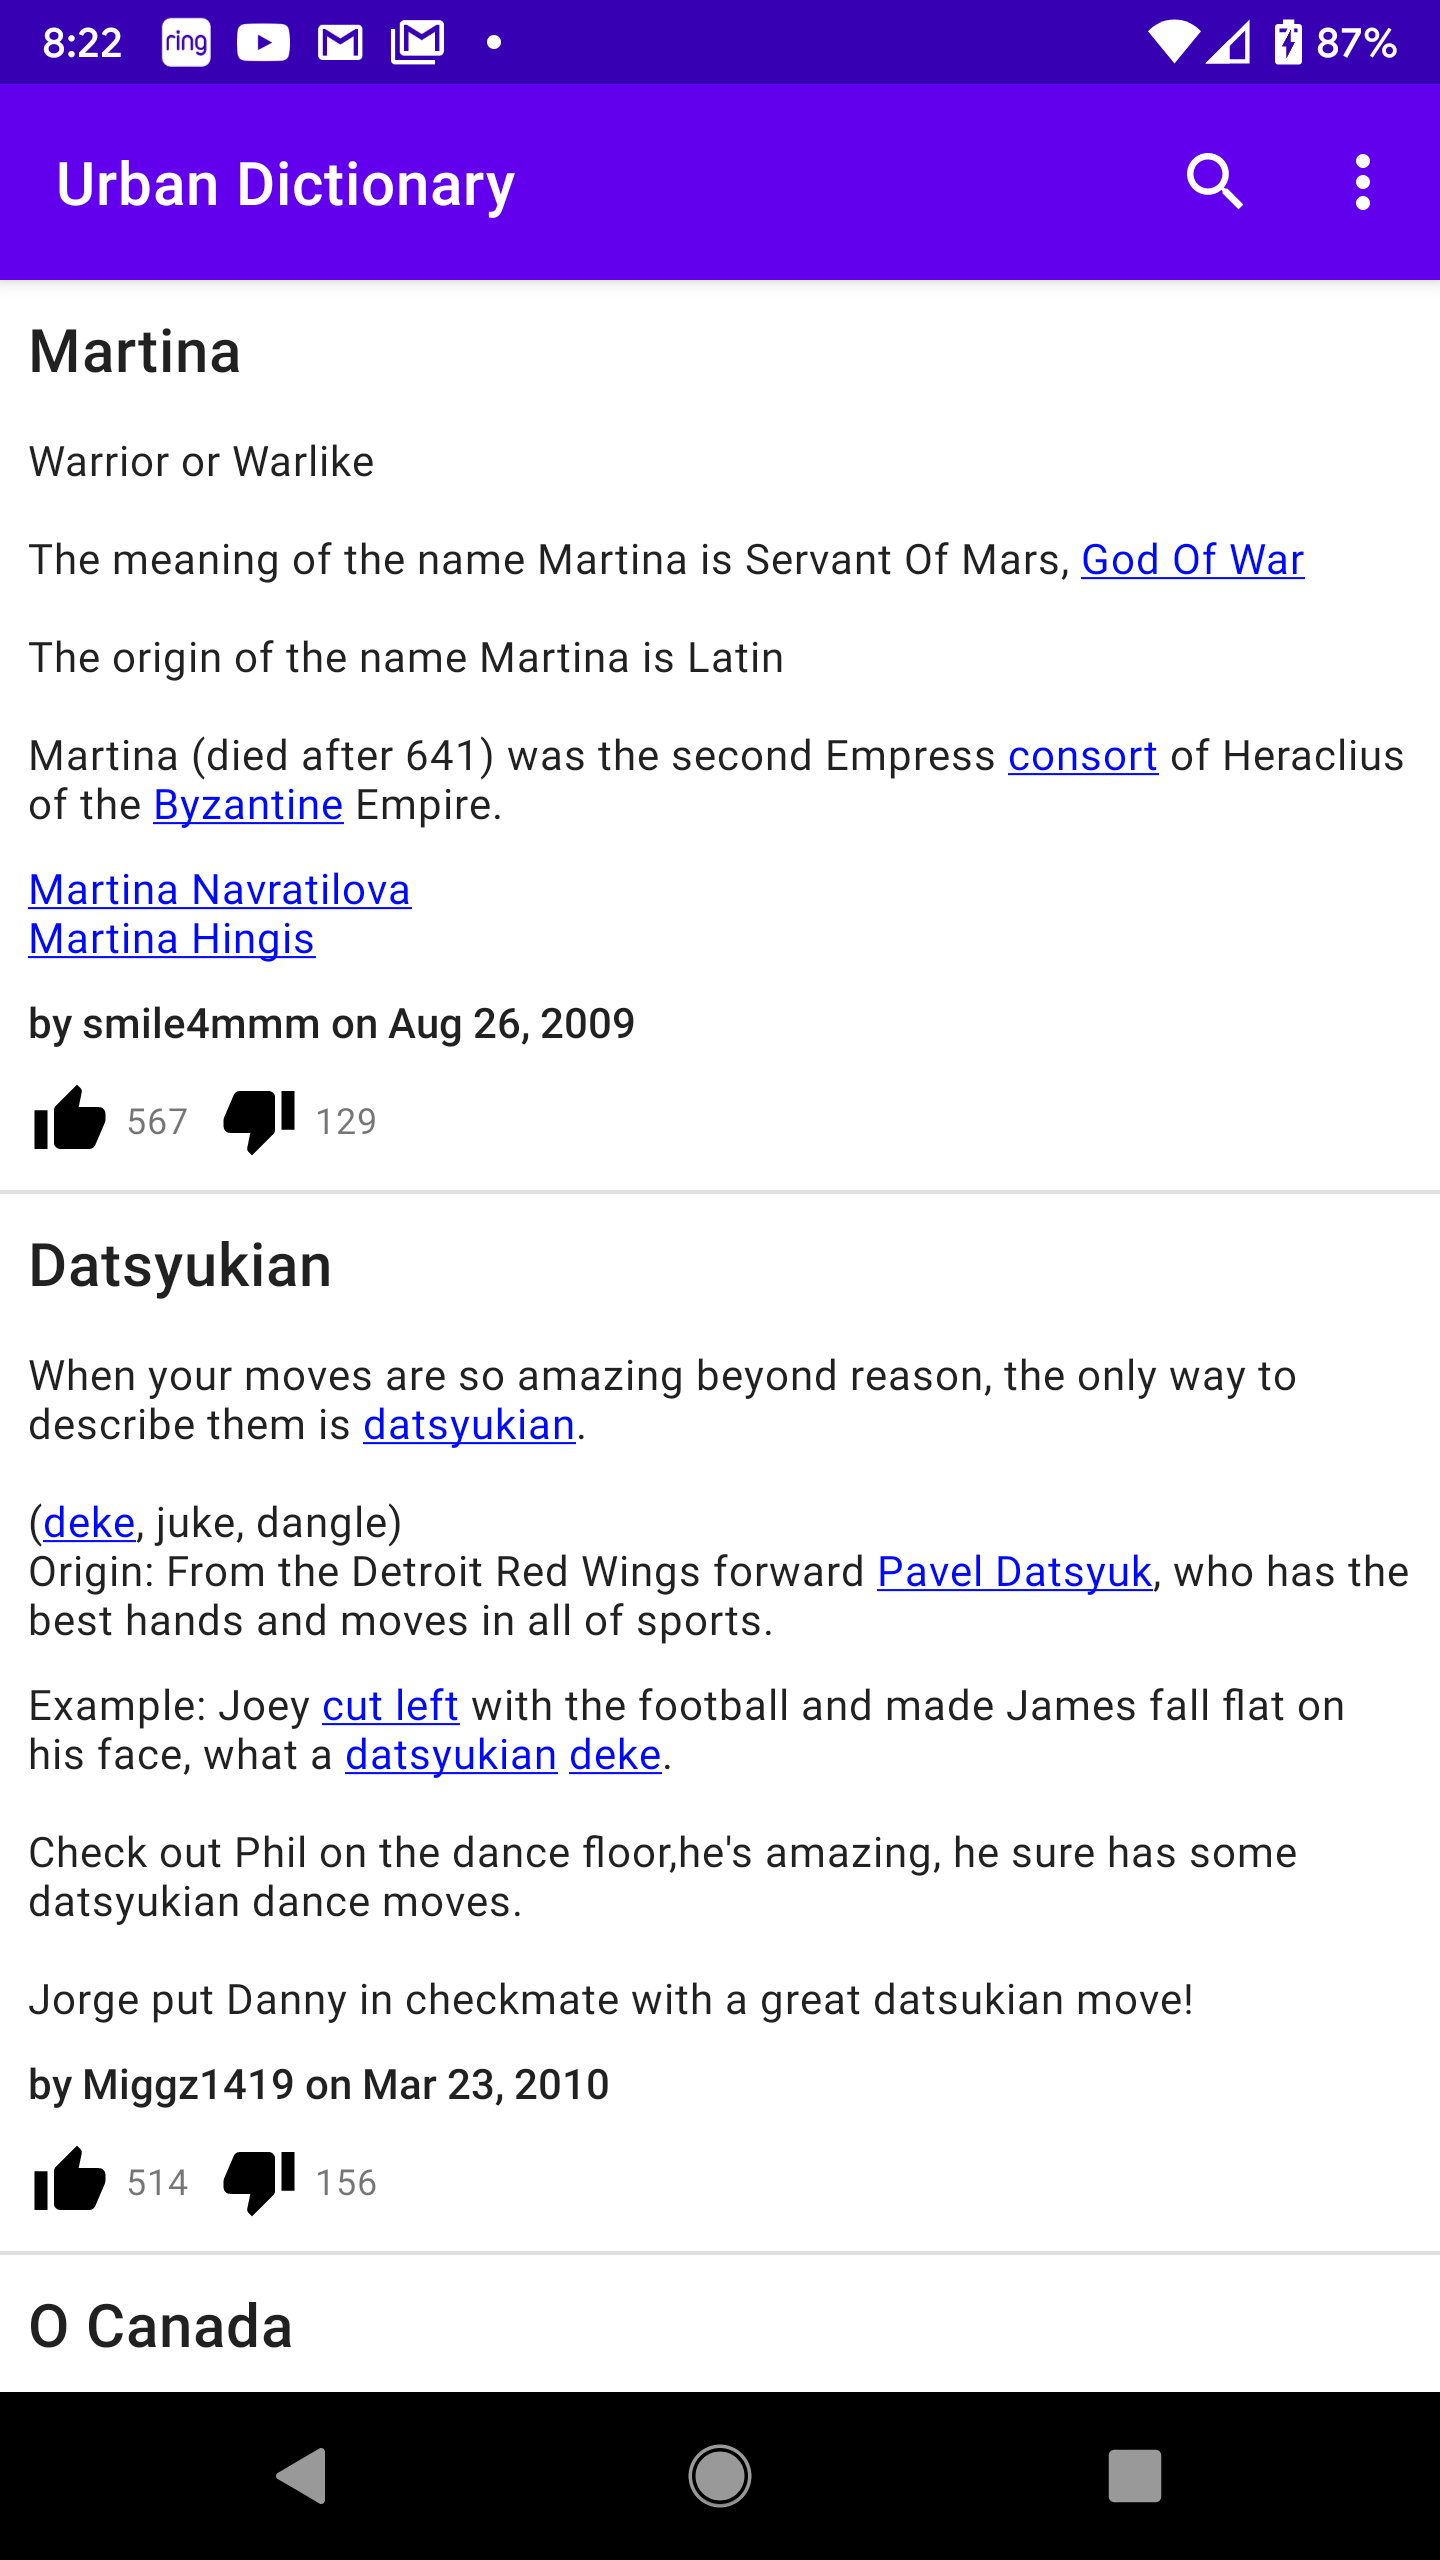 8:22 ring 87%
Urban Dictionary
Martina
Warrior or Warlike
The meaning of the name Martina is Servant Of Mars, God Of War
The origin of the name Martina is Latin
Martina (died after 641) was the second Empress consort of Heraclius
of the Byzantine Empire.
Martina Navratilova
Martina Hingis
by smile4mmm on Aug 26, 2009
567 129
Datsyukian
When your moves are so amazing beyond reason, the only way to
describe them is datsyukian.
(deke, juke, dangle)
Origin: From the Detroit Red Wings forward Pavel Datsyuk, who has the
best hands and moves in all of sports.
Example: Joey cut left with the football and made James fall flat on
his face, what a datsyukian deke.
Check out Phil on the dance floor,he's amazing, he sure has some
datsyukian dance moves.
Jorge put Danny in checkmate with a great datsukian move!
by Miggz1419 on Mar 23, 2010
514 156
O Canada